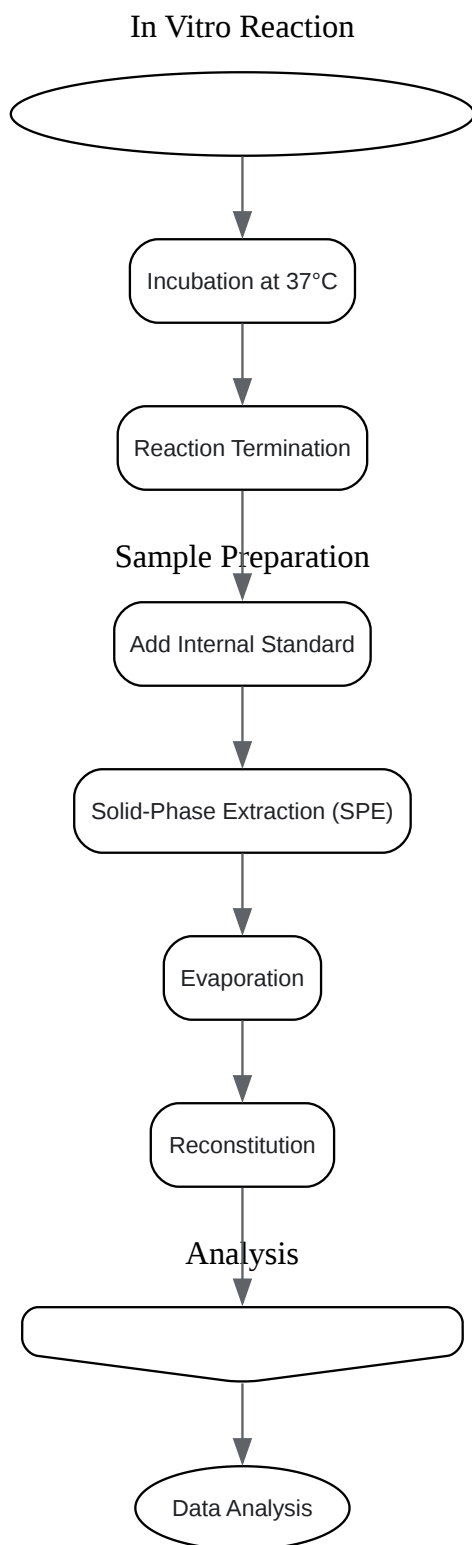 In Vitro Reaction
Incubation at 37°C
Reaction Termination
Sample Preparation
Add Internal Standard
Solid-Phase Extraction (SPE)
Evaporation
Reconstitution
Analysis
Data Analysis